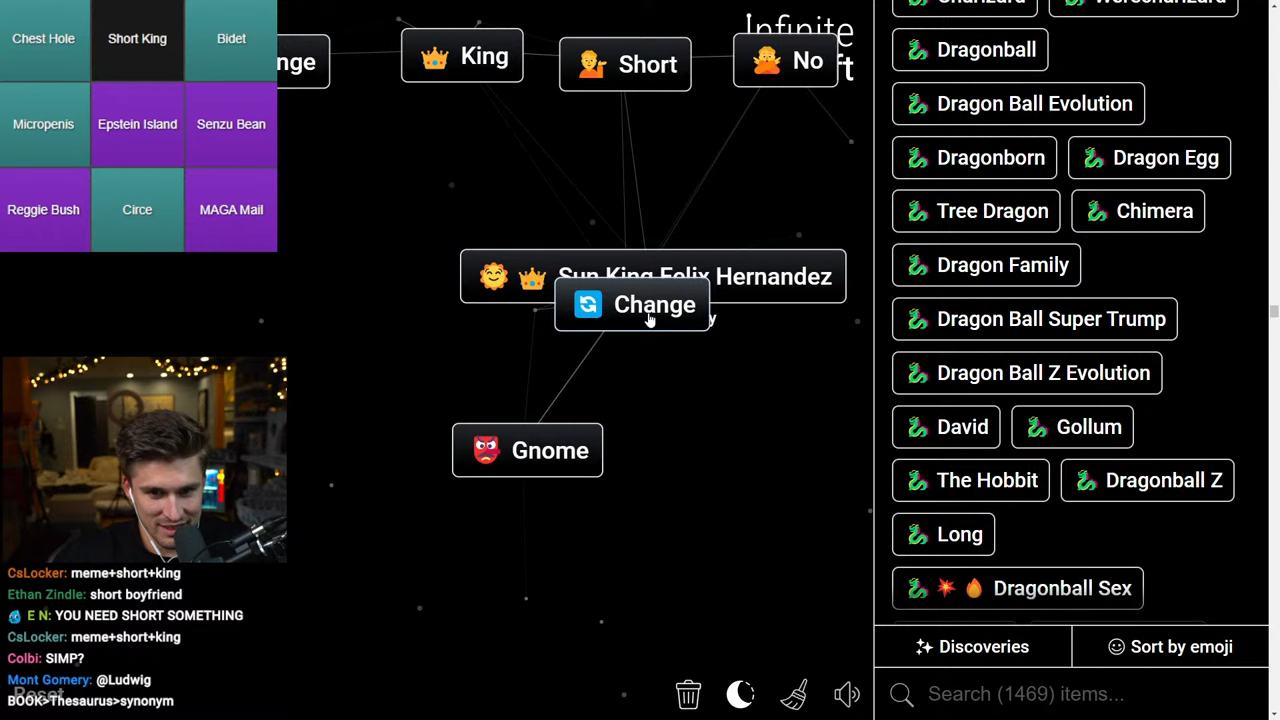 Chest Hole
Short King
Bidet
Micropenis
Epstein Island
Senzu Bean
Reggie Bush
Circe
MAGA Mail
nge
King
Short
No
Infinite
ft
Sun King Felix Hernandez
Change
y
Gnome
CsLocker: meme+short+king
Ethan Zindle: short boyfriend
E N: YOU NEED SHORT SOMETHING
CsLocker: meme+short+king
Colbi: SIMP?
Mont Gomery: @Ludwig
BOOK>Thesaurus>synonym
Reset
Charizard
Werecharizard
Dragonball
Dragon Ball Evolution
Dragonborn
Dragon Egg
Tree Dragon
Chimera
Dragon Family
Dragon Ball Super Trump
Dragon Ball Z Evolution
David
Gollum
The Hobbit
Dragonball Z
Long
Dragonball Sex
Discoveries
Sort by emoji
Search (1469) items...